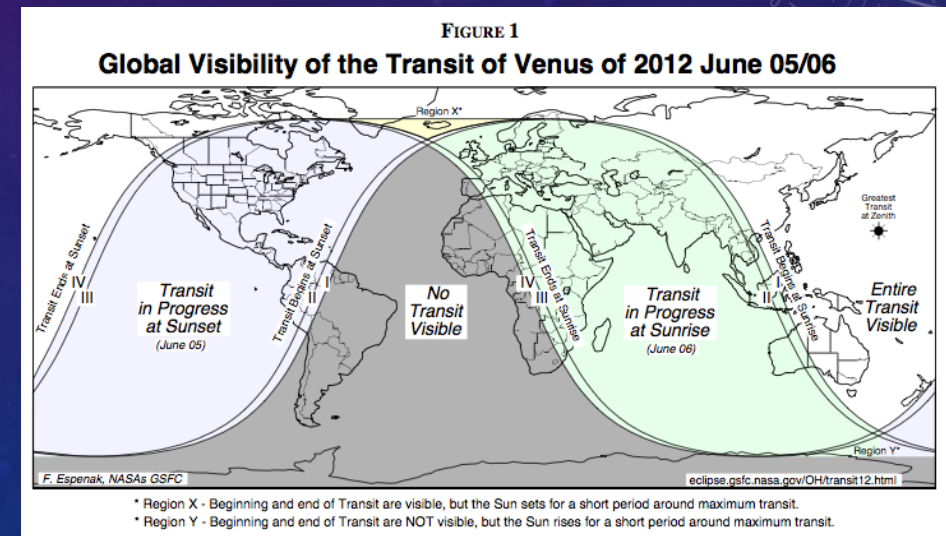 FIGURE 1
Global Visibility of the Transit of Venus of 2012 June 05/06
Region X*
Greatest
Transit
at Zenith
Transit Ends at Sunset
IV
III
Transit
in Progress
at Sunset
(June 05)
Transit Begins at Sunset
I
II
No
Transit
Visible
IV
III
Transit Ends at Sunrise
Transit
in Progress
at Sunrise
(June 06)
Transit Begins at Sunrise
I
II
Entire
Transit
Visible
Region Y*
F. Espenak, NASAs GSFC
eclipse.gsfc.nasa.gov/OH/transit12.html
* Region X - Beginning and end of Transit are visible, but the Sun sets for a short period around maximum transit.
* Region Y - Beginning and end of Transit are NOT visible, but the Sun rises for a short period around maximum transit.